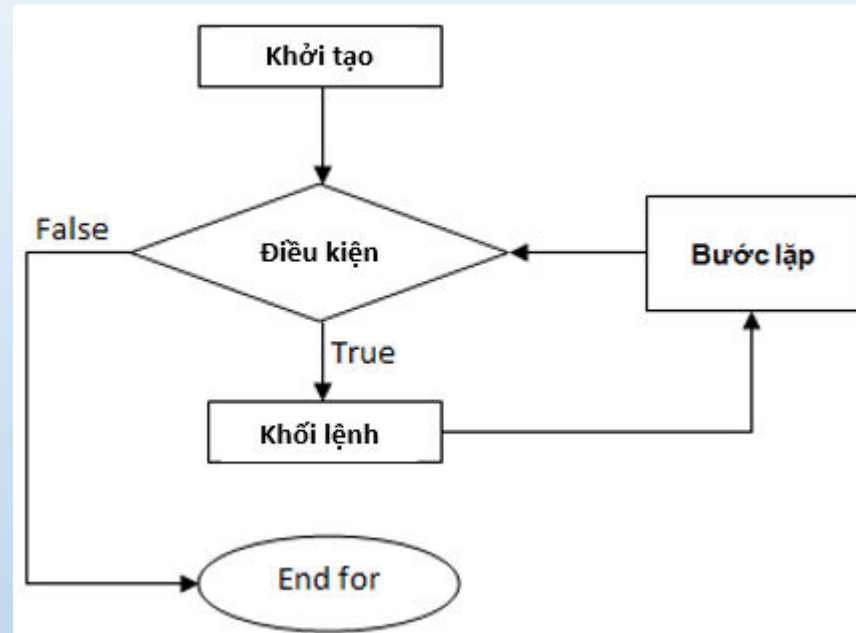 Khởi tạo
False
Điều kiện
Bước lặp
True
Khối lệnh
End for